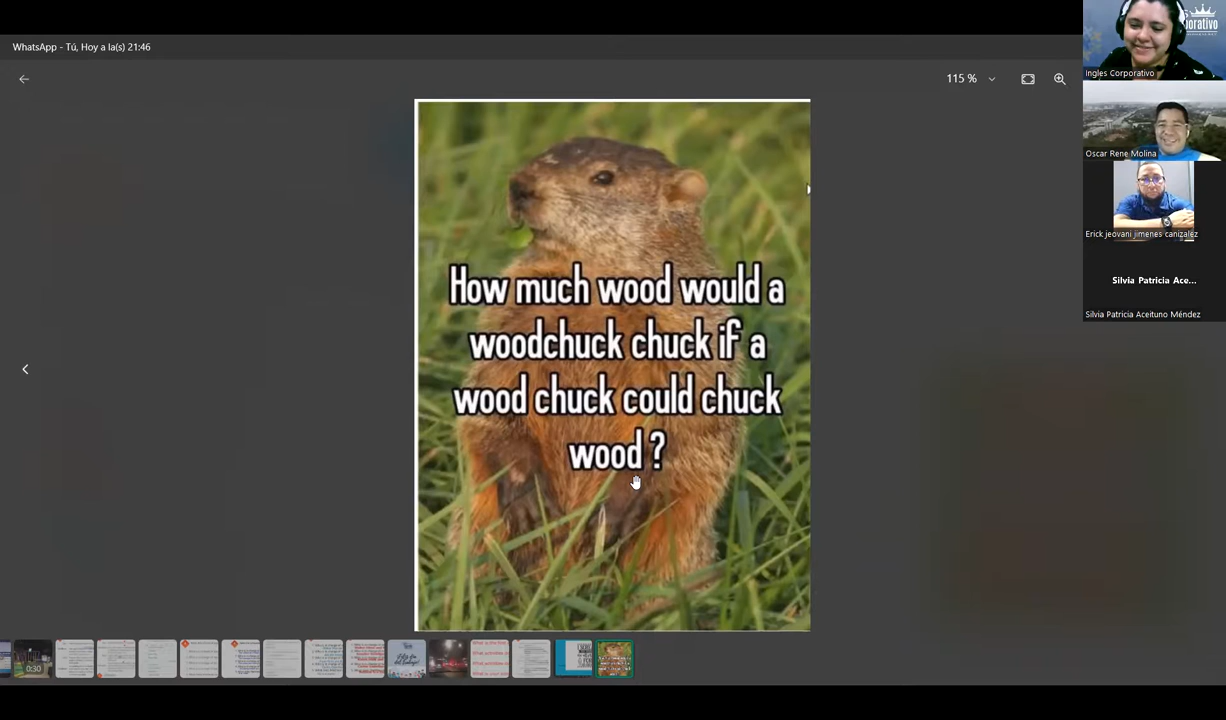 WhatsApp - Tú, Hoy a la(s) 21:46
115 %
How much wood would a
woodchuck chuck if a
wood chuck could chuck
wood ?
0:30
Ingles Corporativo
Oscar Rene Molina
Erick jeovani jimenes canizalez
Silvia Patricia Ace...
Silvia Patricia Aceituno Méndez